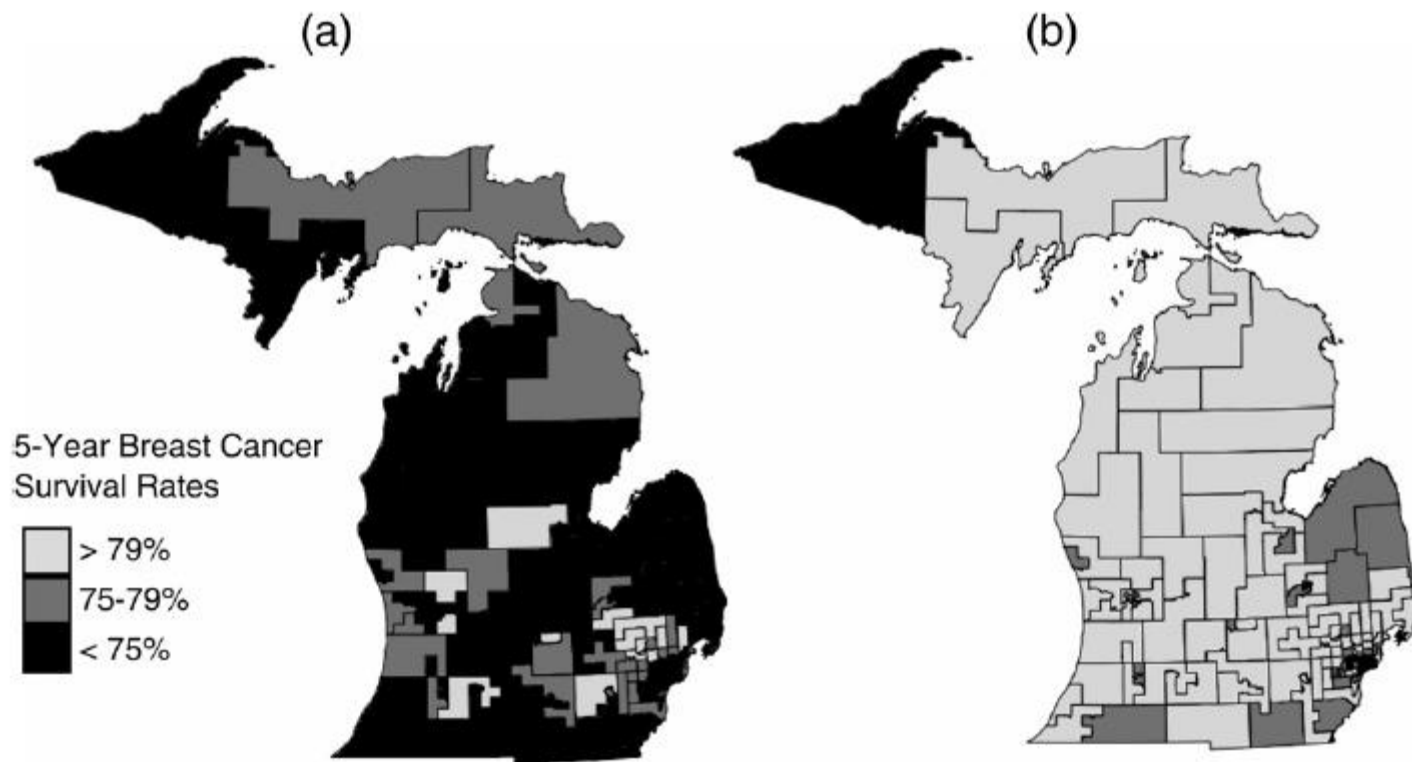 (a)
(b)
5-Year Breast Cancer
Survival Rates
> 79%
75-79%
< 75%